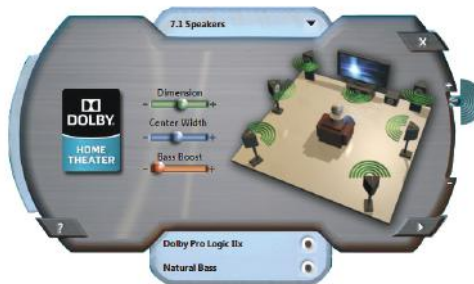 7.1 Speakers
x
Dimension
- +
DOLBY
Center Width
- +
HOME
THEATER
Bass Boost
- +
?
Dolby Pro Logic IIx
Natural Bass